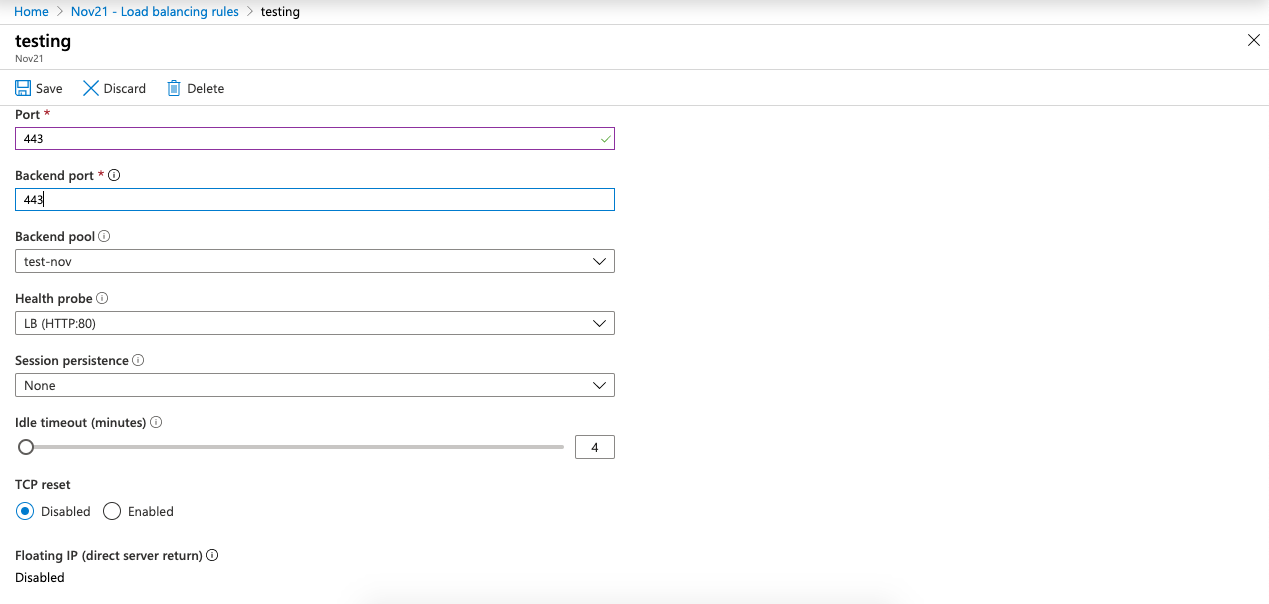 Home > Nov21 - Load balancing rules > testing
testing
Nov21
Save Discard Delete
Port *
443
Backend port *
443
Backend pool
test-nov
Health probe
LB (HTTP:80)
Session persistence
None
Idle timeout (minutes)
4
TCP reset
Disabled Enabled
Floating IP (direct server return)
Disabled